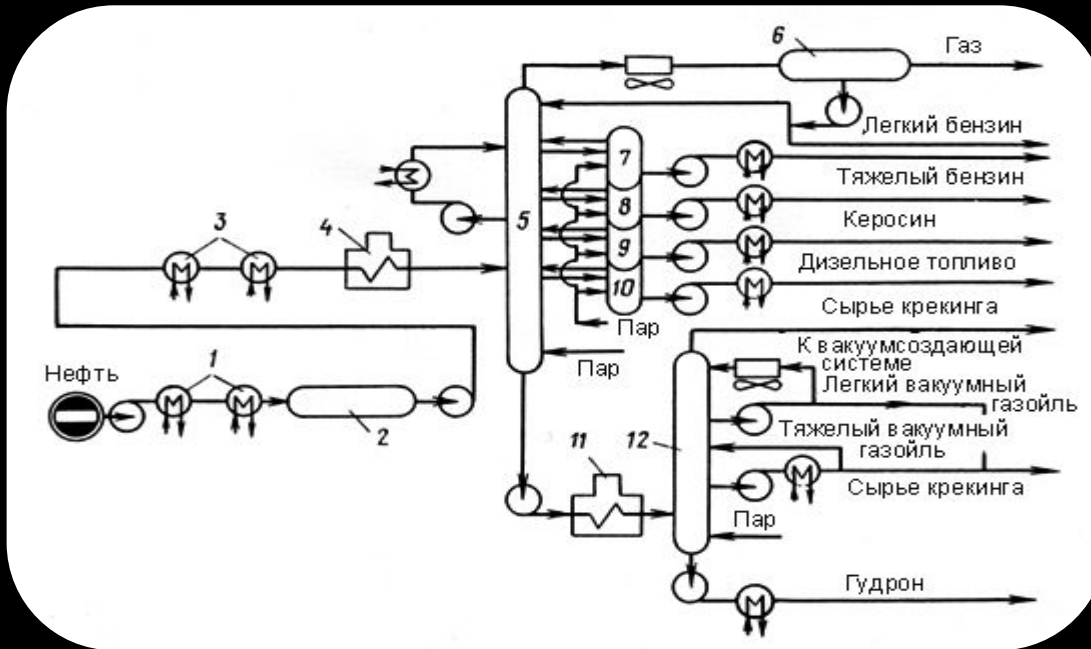 6
Газ
Легкий бензин
7
Тяжелый бензин
8
Керосин
5
3
4
9
Дизельное топливо
10
Сырье крекинга
Пар
К вакуумсоздающей
системе
Пар
Нефть
1
Легкий вакуумный
газойль
2
11
12
Тяжелый вакуумный
газойль
Сырье крекинга
Пар
Гудрон